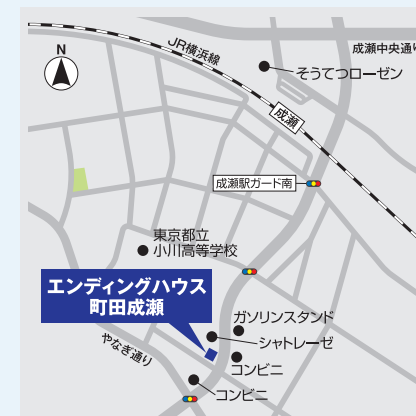 N
JR横浜線
成瀬中央通り
そうてつローゼン
成瀬
成瀬駅ガード南
東京都立
小川高等学校
エンディングハウス
町田成瀬
ガソリンスタンド
シャトレーゼ
やなぎ通り
コンビニ
コンビニ